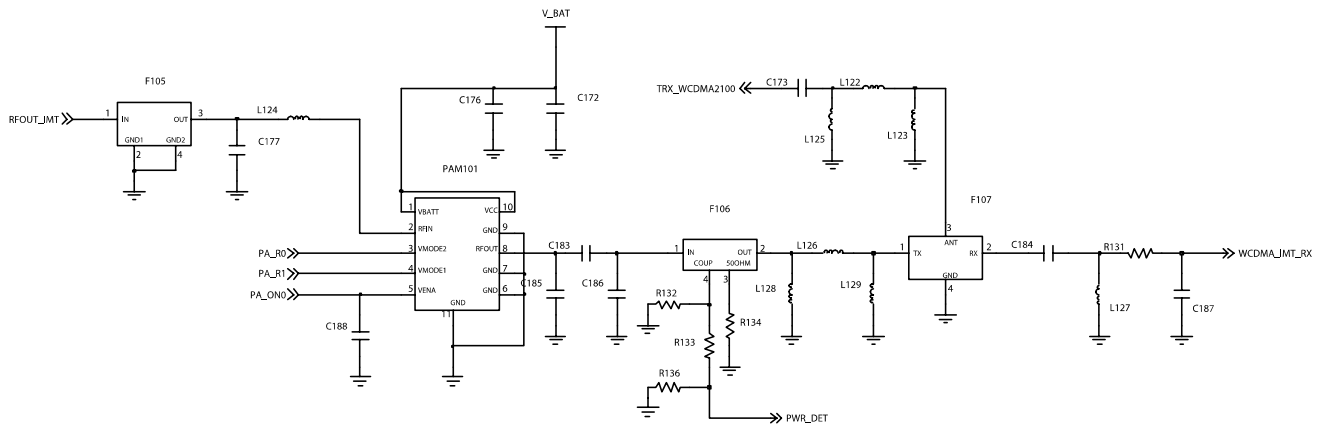 V_BAT
F105
RFOUT_IMT
1 IN OUT 3
GND1 GND2
2 4
L124
C177
C176
C172
TRX_WCDMA2100
C173
L122
L125
L123
PAM101
1 VBATT VCC 10
2 RFIN GND 9
PA_R0 3 VMODE2 RFOUT 8
PA_R1 4 VMODE1 GND 7
PA_ON0 5 VENA GND 6
GND
11
C188
C183
C185
C186
F106
1 IN OUT 2
COUP 50OHM
4 3
R132
R133
R134
R136
PWR_DET
L126
L128
L129
F107
3
ANT
1 TX RX 2
GND
4
C184
R131
WCDMA_IMT_RX
L127
C187